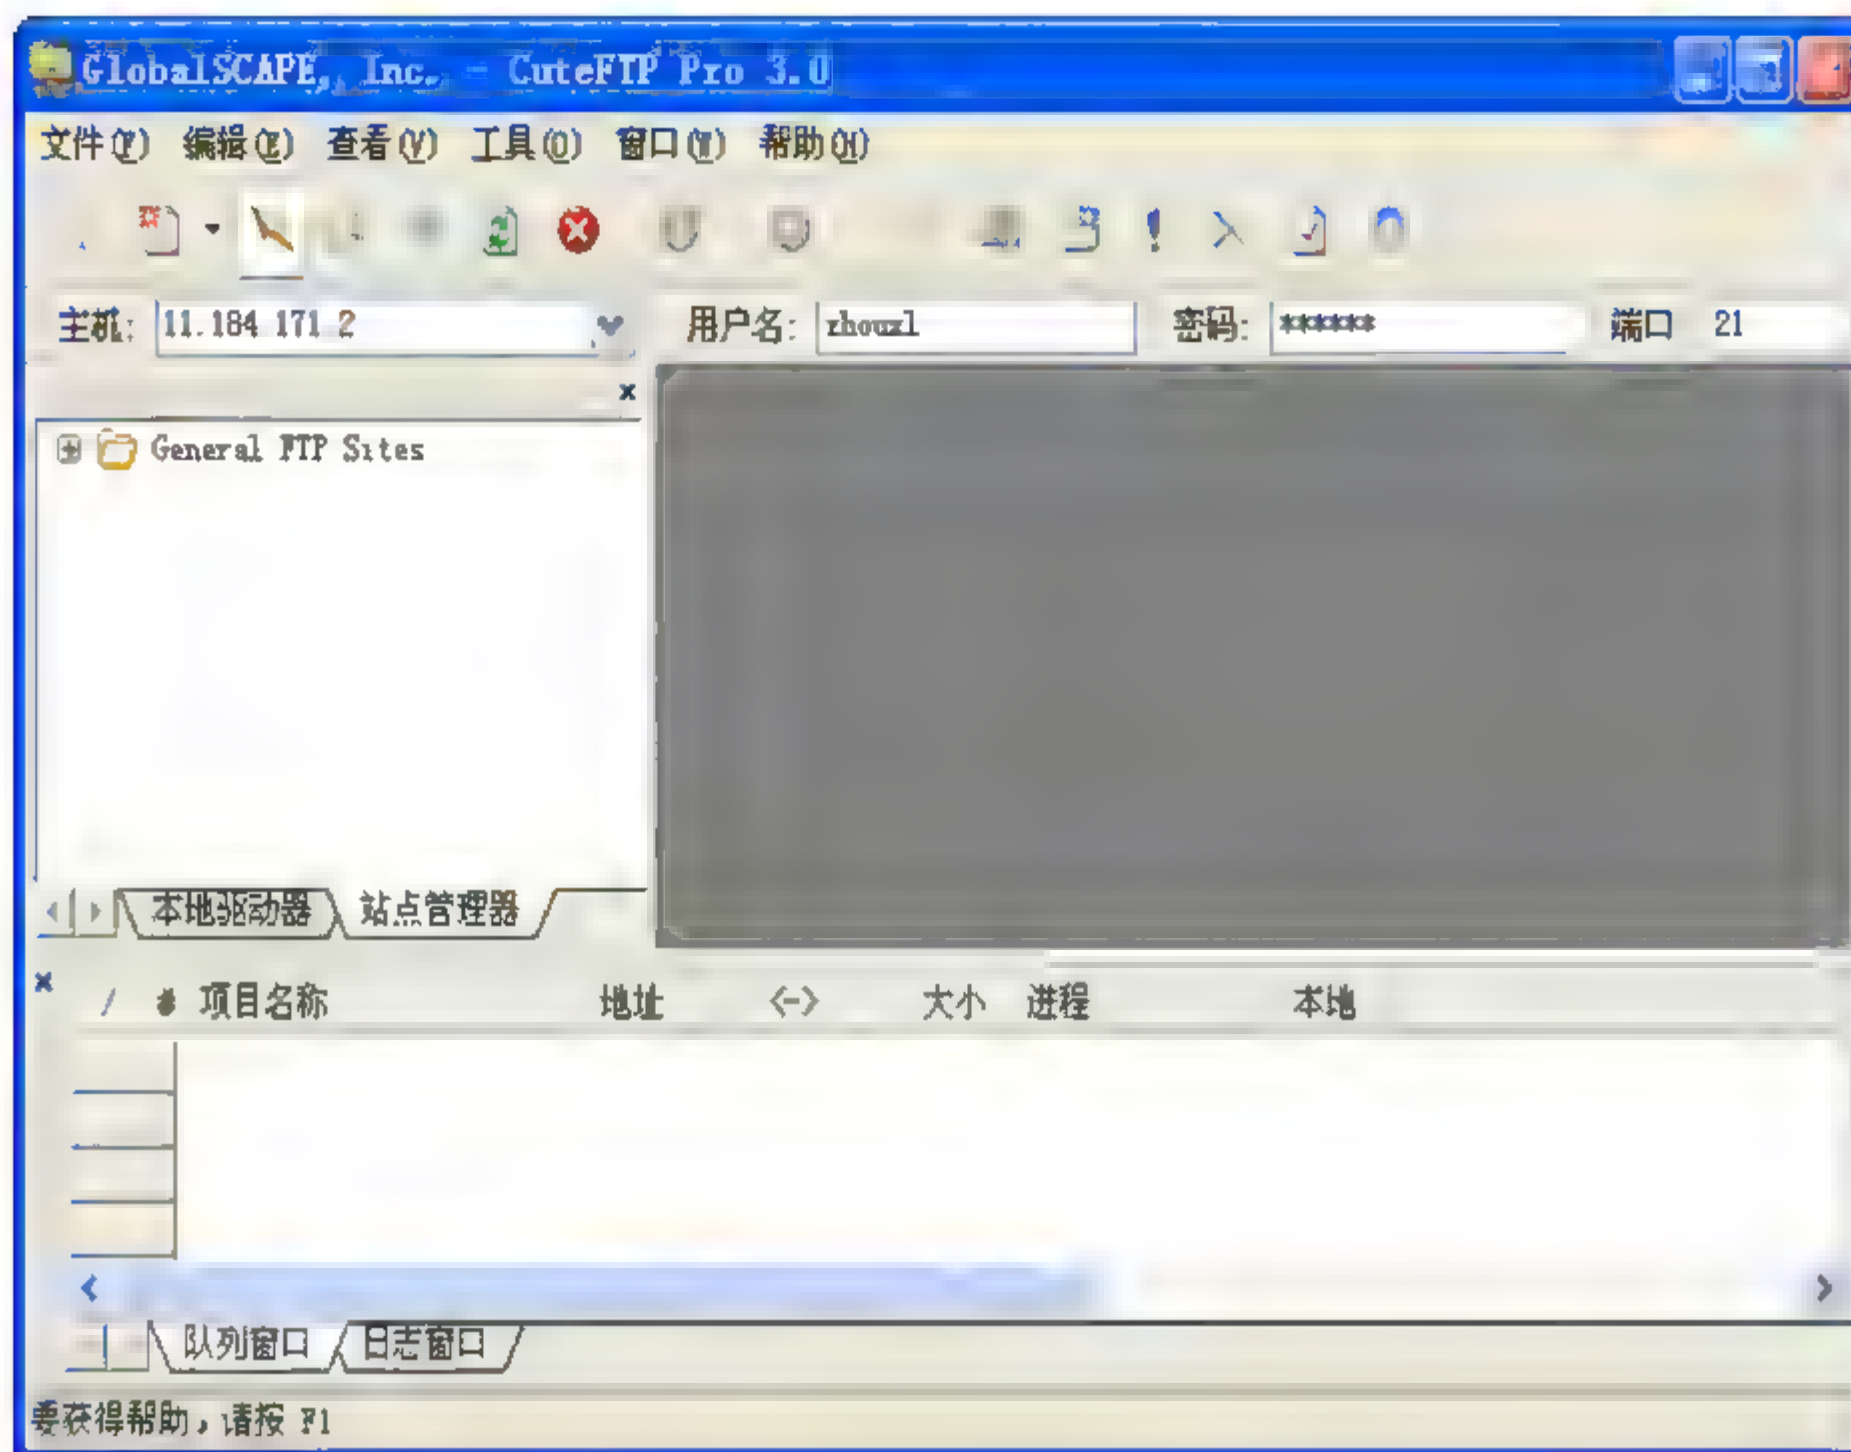 GlobalSCAPE, Inc. - CuteFTP Pro 3.0
文件(F) 编辑(E) 查看(V) 工具(O) 窗口(W) 帮助(H)
主机: 11.184 171 2 用户名: zhouzl 密码: ****** 端口 21
General FTP Sites
本地驱动器 站点管理器
/ # 项目名称 地址 <-> 大小 进程 本地
队列窗口 日志窗口
要获得帮助，请按 F1